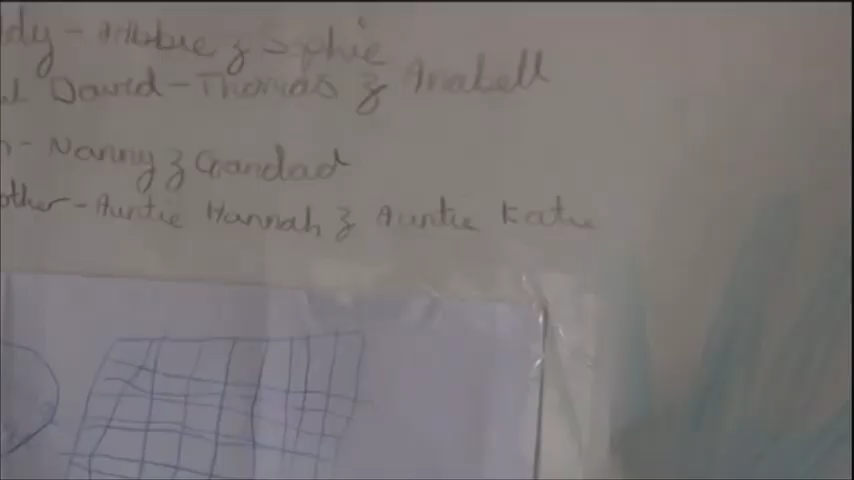 dy - & Sophie
David - Thomas & Anabell
- Nanny & Grandad
other - Auntie Hannah & Auntie Katie